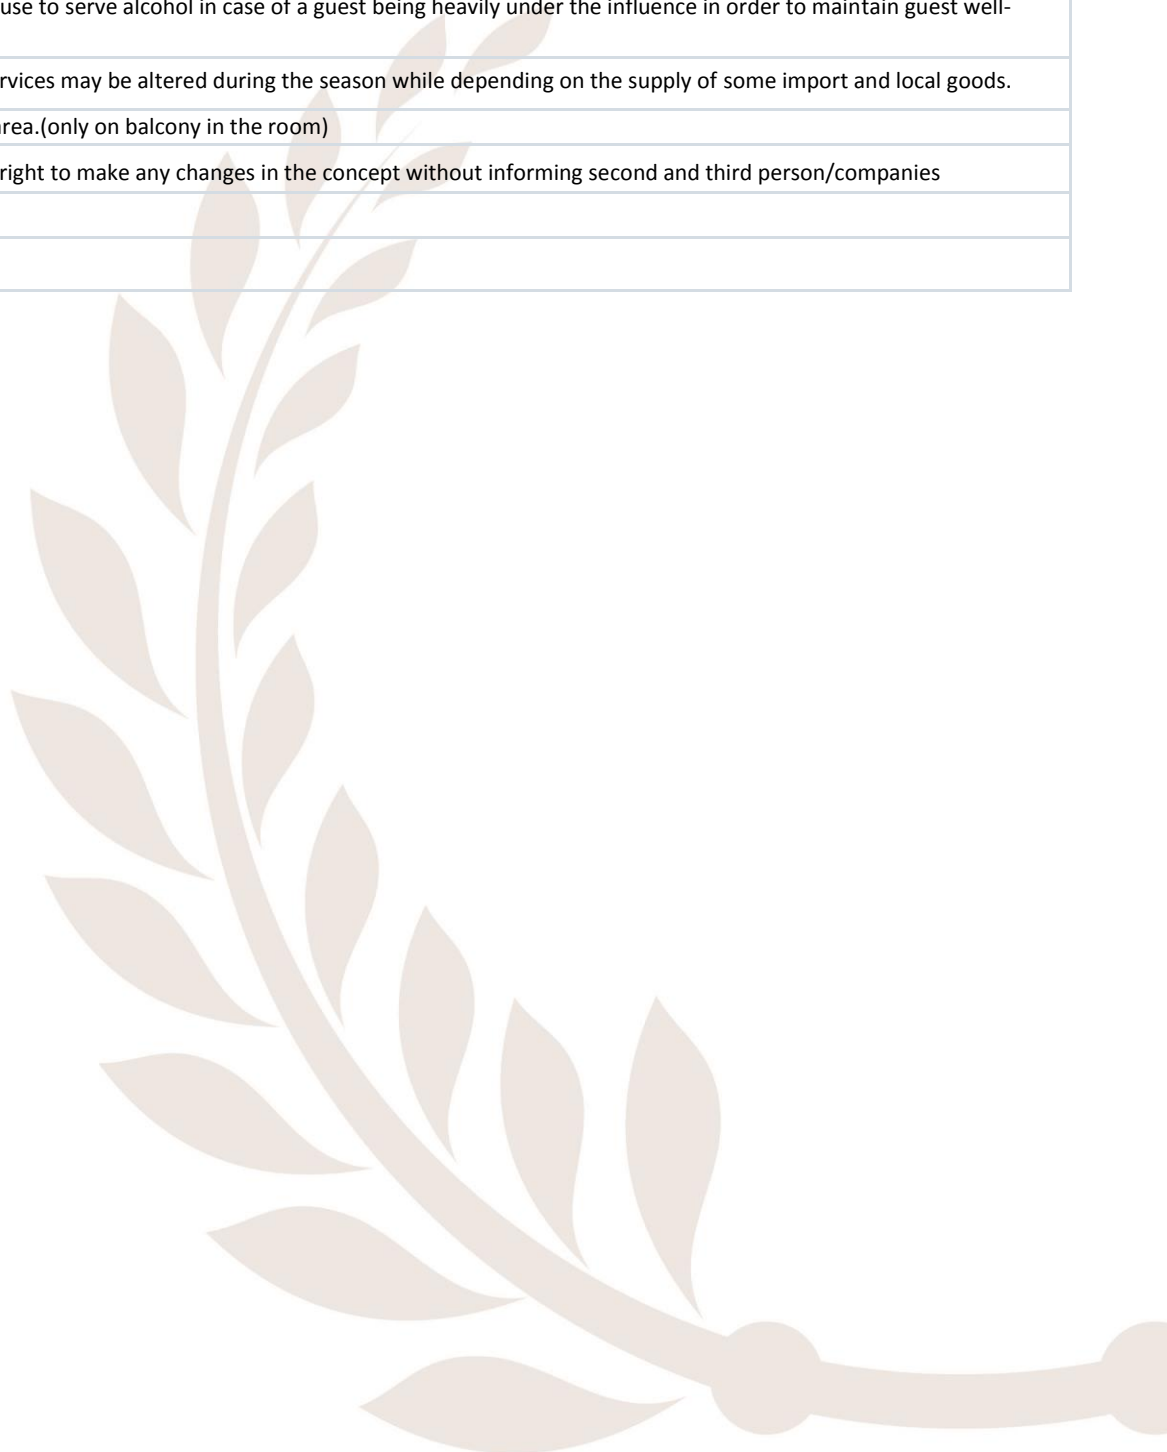 use to serve alcohol in case of a guest being heavily under the influence in order to maintain guest well-
rvices may be altered during the season while depending on the supply of some import and local goods.
area.(only on balcony in the room)
right to make any changes in the concept without informing second and third person/companies